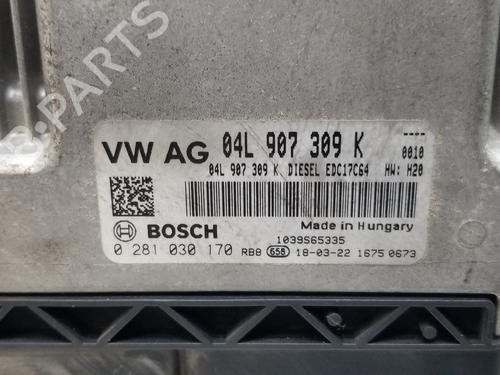 VW AG 04L 907 309 K ----
0010
04L 907 309 K DIESEL EDC17C64 HW: H20
BOSCH
Made in Hungary
1039S65335
0 281 030 170 RB8 658 18-03-22 1675 0673
B-PARTS